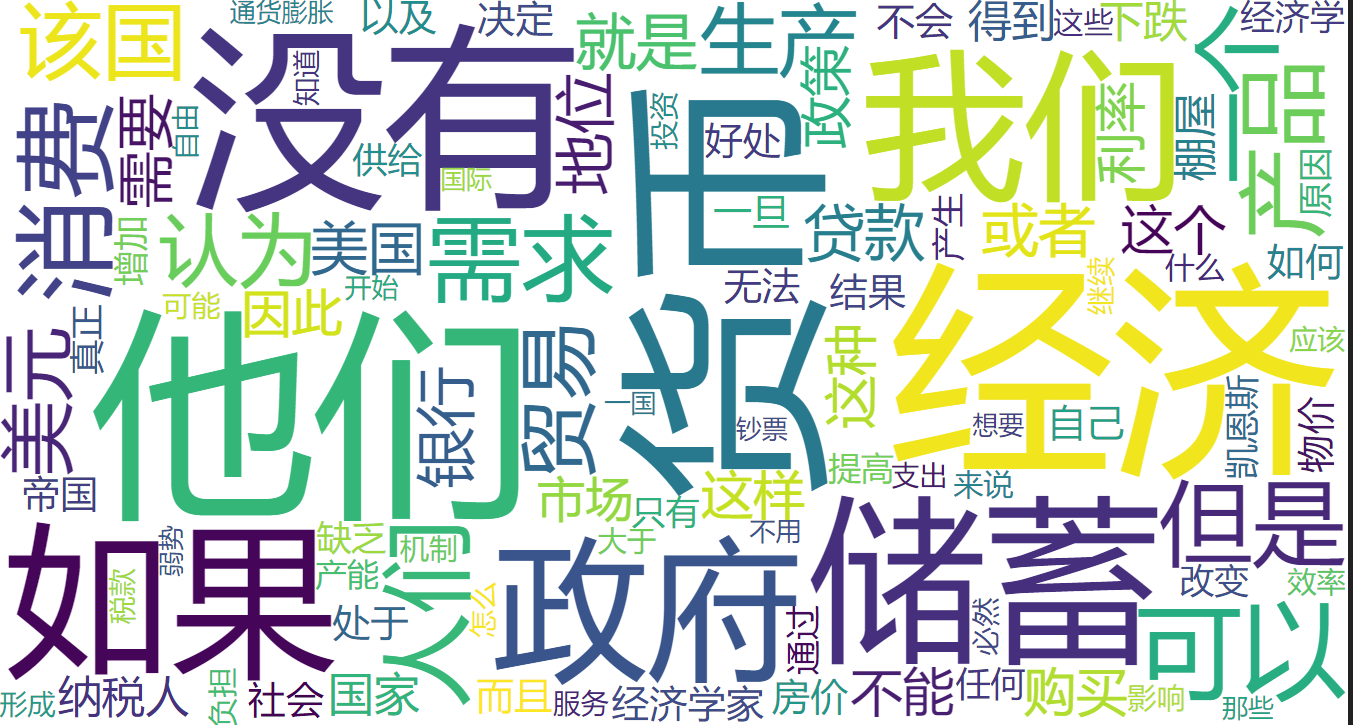 通货膨胀
以及
决定
就是
生产
不会
得到
这些
下跌
经济学
该国
没有
知道
政策
我们
利率
棚屋
一个
产品
消费
需要
自由
供给
国际
地位
投资
好处
货币
原因
增加
认为
美国
需求
一旦
贷款
产生
或者
这个
什么
如何
可能
因此
开始
无法
结果
继续
经济
应该
美元
真正
他们
银行
贸易
一国
钞票
这种
想要
自己
凯恩斯
物价
帝国
市场
只有
这样
提高
支出
来说
如果
弱势
缺乏
机制
大于
不用
储蓄
但是
税款
产能
人们
怎么
政府
通过
必然
改变
效率
处于
可以
形成
纳税人
负担
社会
国家
而且
服务
经济学家
房价
不能
任何
购买
影响
那些